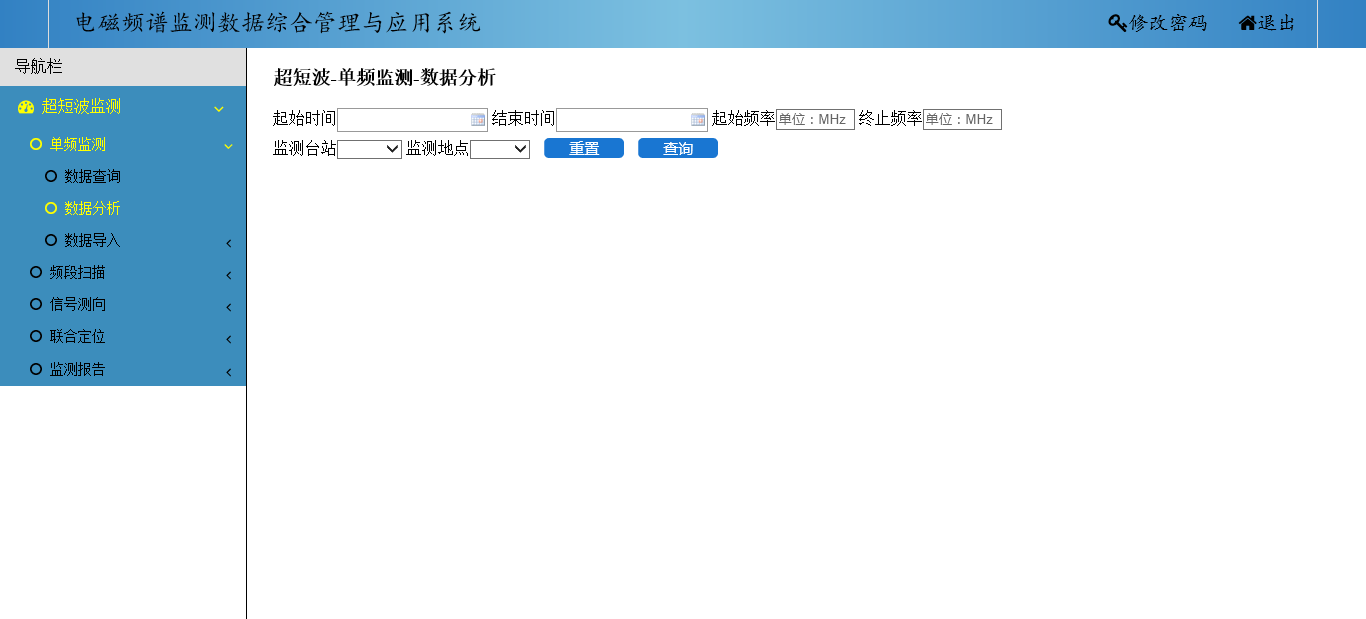 电磁频谱监测数据综合管理与应用系统 修改密码 退出
导航栏
超短波监测
单频监测
数据查询
数据分析
数据导入
频段扫描
信号测向
联合定位
监测报告
超短波-单频监测-数据分析
起始时间 结束时间 起始频率 单位：MHz 终止频率 单位：MHz
监测台站 监测地点 重置 查询